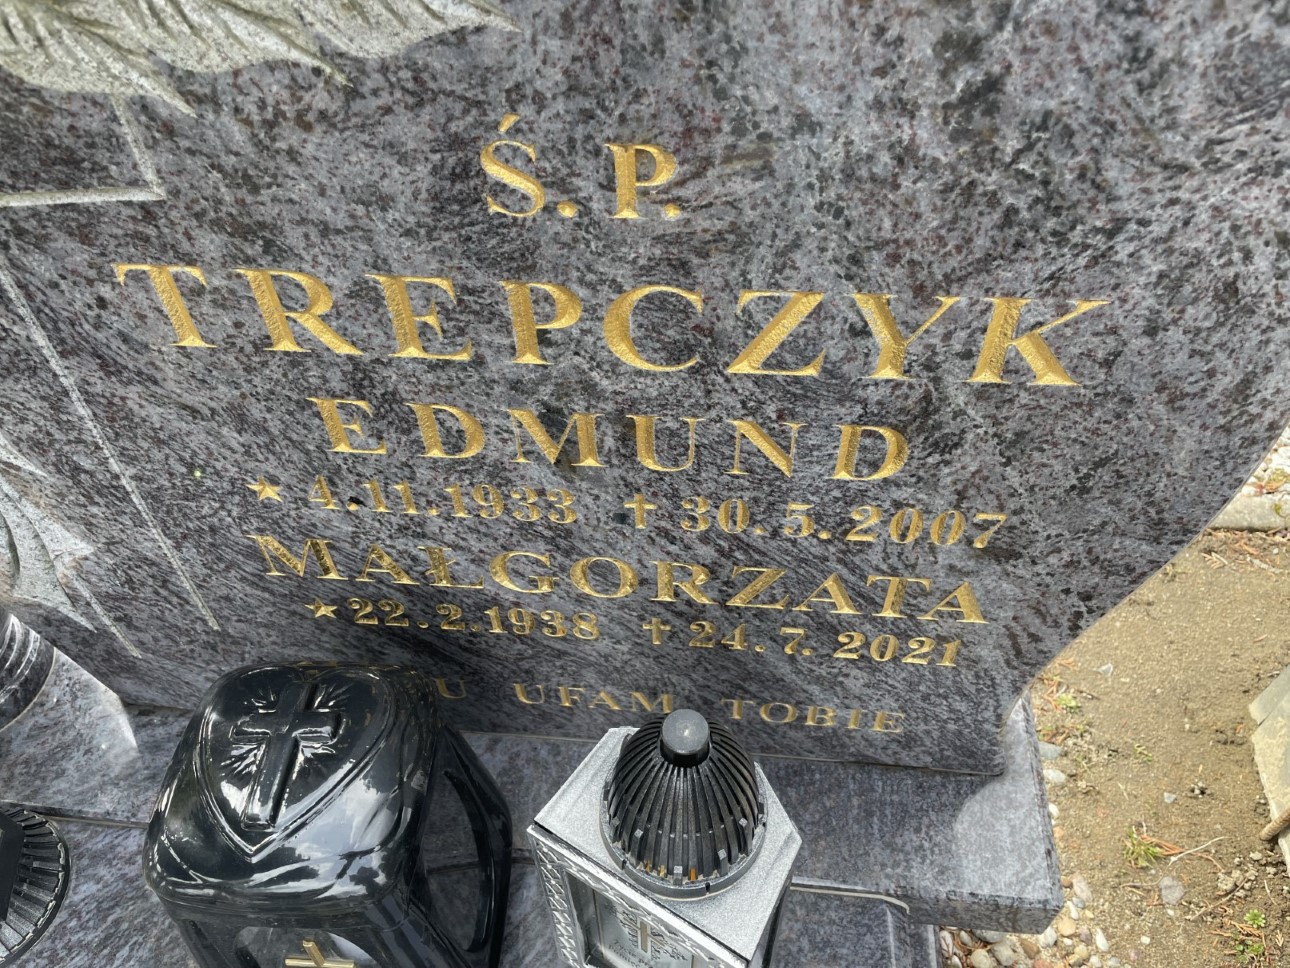 Ś. P.
TREPCZYK
EDMUND
★ 4.11.1933 ✝ 30.5.2007
MAŁGORZATA
★ 22.2.1938 ✝ 24.7.2021
UFAM TOBIE